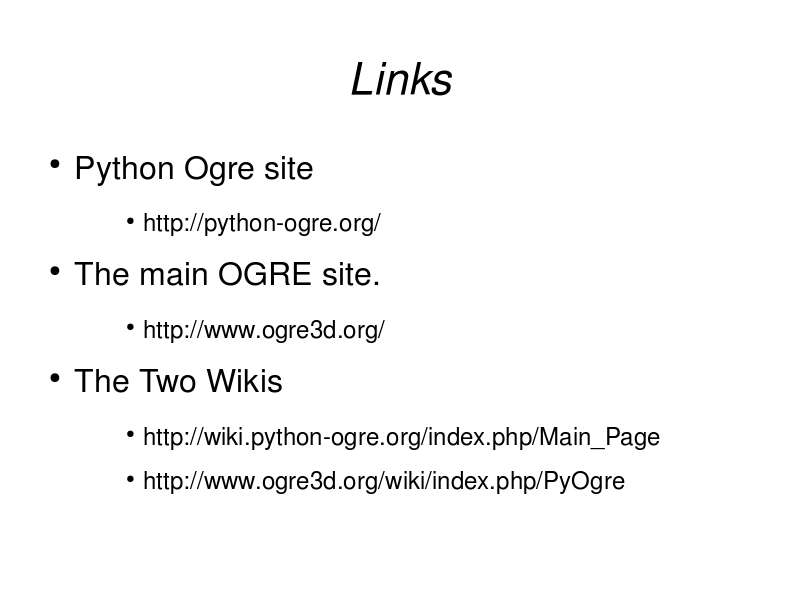 Links
• Python Ogre site
• http://python-ogre.org/
• The main OGRE site.
• http://www.ogre3d.org/
• The Two Wikis
• http://wiki.python-ogre.org/index.php/Main_Page
• http://www.ogre3d.org/wiki/index.php/PyOgre